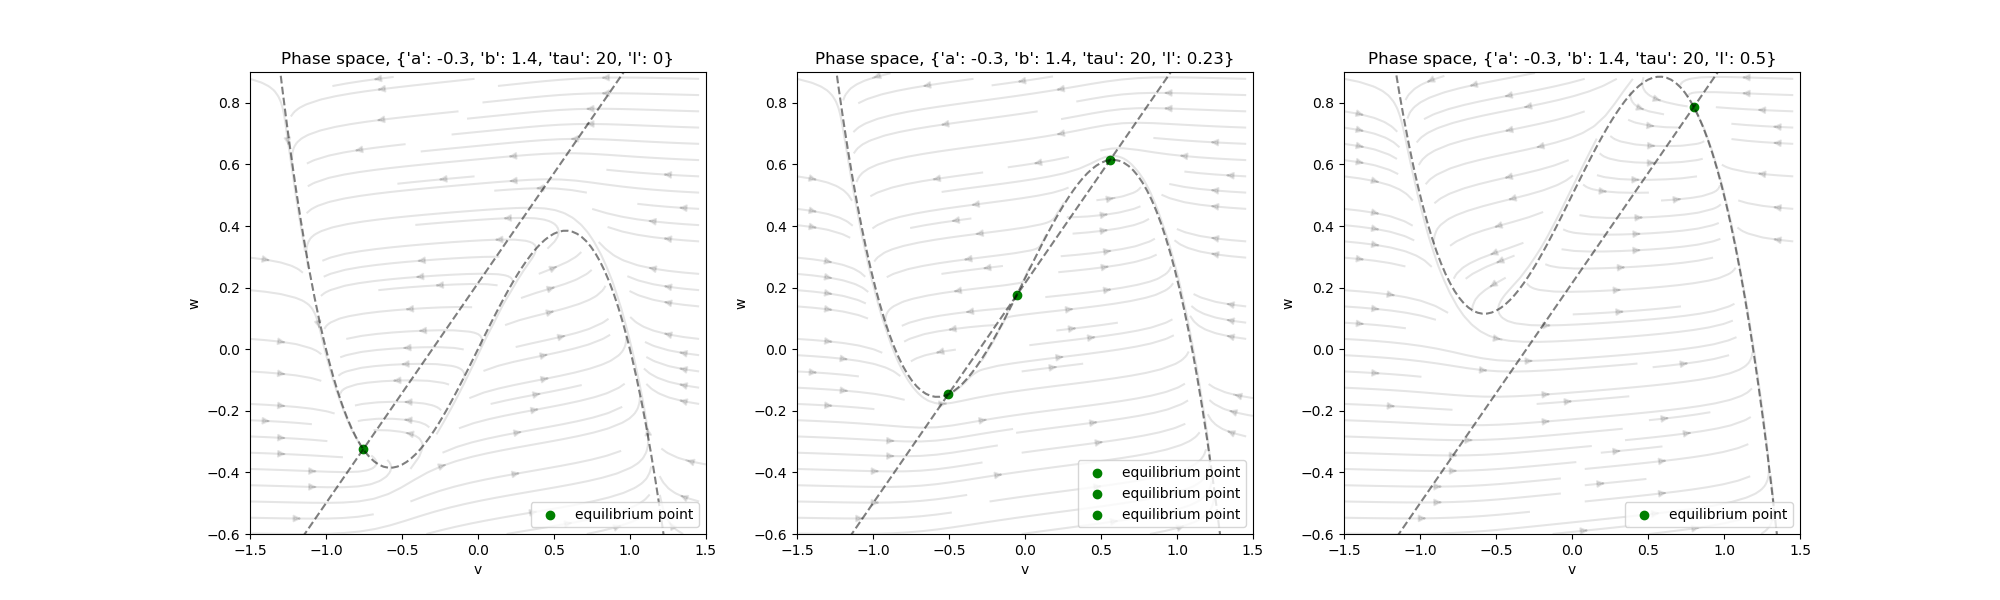 Phase space, {'a': -0.3, 'b': 1.4, 'tau': 20, 'I': 0}
0.8
0.6
0.4
0.2
0.0
−0.2
−0.4
−0.6
w
−1.5 −1.0 −0.5 0.0 0.5 1.0 1.5
v
equilibrium point
Phase space, {'a': -0.3, 'b': 1.4, 'tau': 20, 'I': 0.23}
0.8
0.6
0.4
0.2
0.0
−0.2
−0.4
−0.6
w
−1.5 −1.0 −0.5 0.0 0.5 1.0 1.5
v
equilibrium point
equilibrium point
equilibrium point
Phase space, {'a': -0.3, 'b': 1.4, 'tau': 20, 'I': 0.5}
0.8
0.6
0.4
0.2
0.0
−0.2
−0.4
−0.6
w
−1.5 −1.0 −0.5 0.0 0.5 1.0 1.5
v
equilibrium point